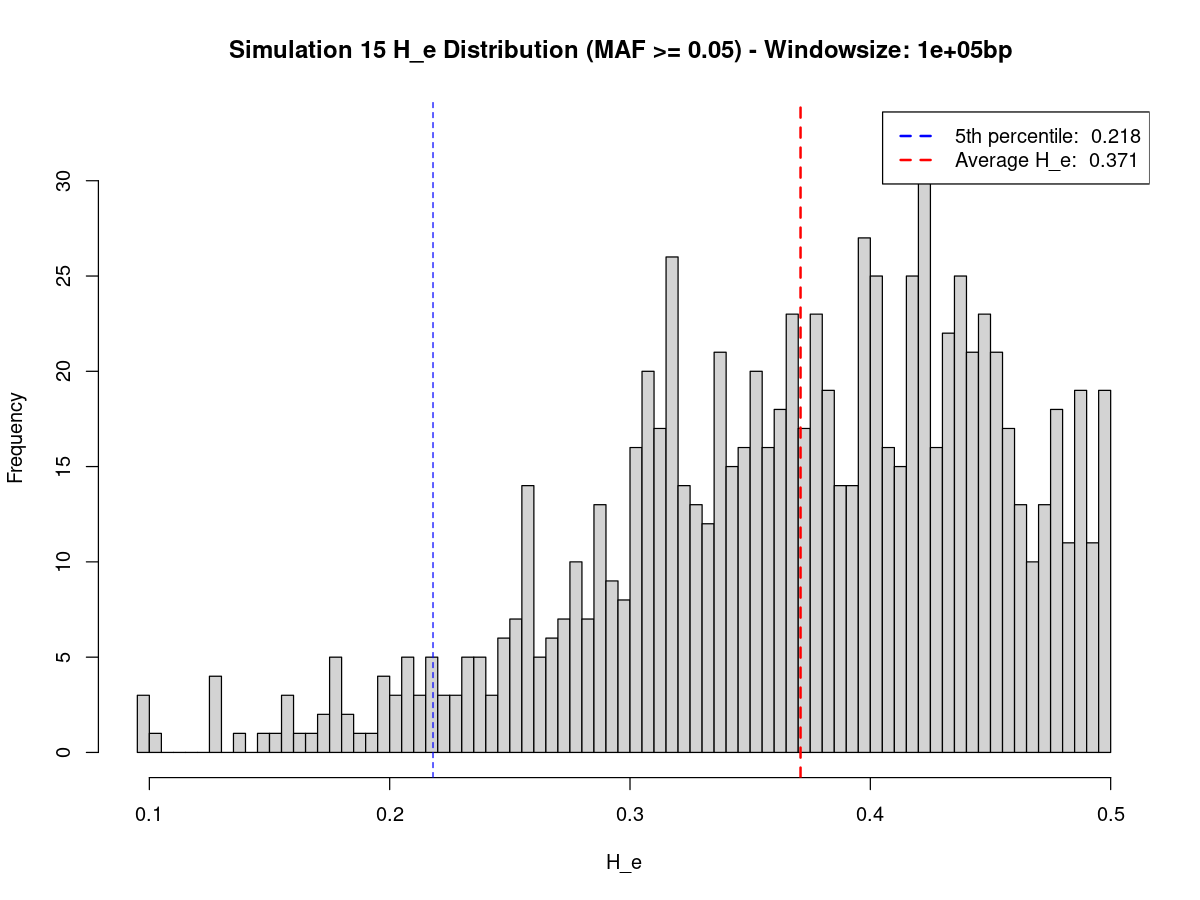 Simulation 15 H_e Distribution (MAF >= 0.05) - Windowsize: 1e+05bp
5th percentile: 0.218
Average H_e: 0.371
Frequency
30
25
20
15
10
5
0
0.1 0.2 0.3 0.4 0.5
H_e